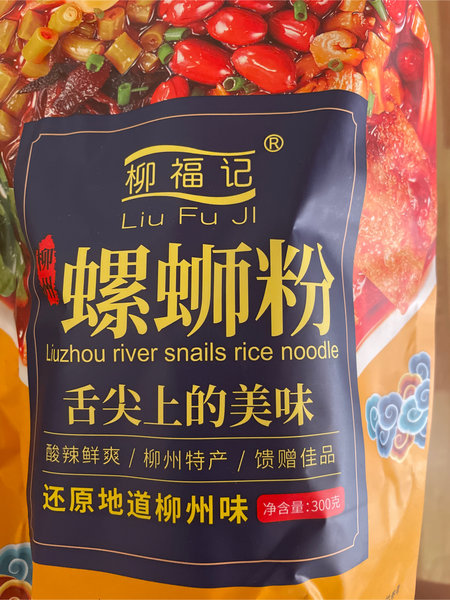 柳福记®
Liu Fu JI
柳州
螺蛳粉
Liuzhou river snails rice noodle
舌尖上的美味
酸辣鲜爽 / 柳州特产 / 馈赠佳品
还原地道柳州味
净含量:300克